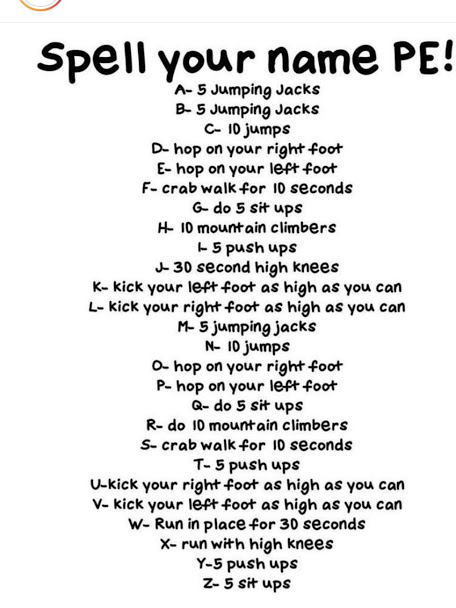 Spell your name PE!
A- 5 Jumping Jacks
B- 5 Jumping Jacks
C- 10 jumps
D- hop on your right foot
E- hop on your left foot
F- crab walk for 10 seconds
G- do 5 sit ups
H- 10 mountain climbers
I- 5 push ups
J- 30 second high knees
K- kick your left foot as high as you can
L- kick your right foot as high as you can
M- 5 jumping jacks
N- 10 jumps
O- hop on your right foot
P- hop on your left foot
Q- do 5 sit ups
R- do 10 mountain climbers
S- crab walk for 10 seconds
T- 5 push ups
U-kick your right foot as high as you can
V- kick your left foot as high as you can
W- Run in place for 30 seconds
X- run with high knees
Y-5 push ups
Z- 5 sit ups